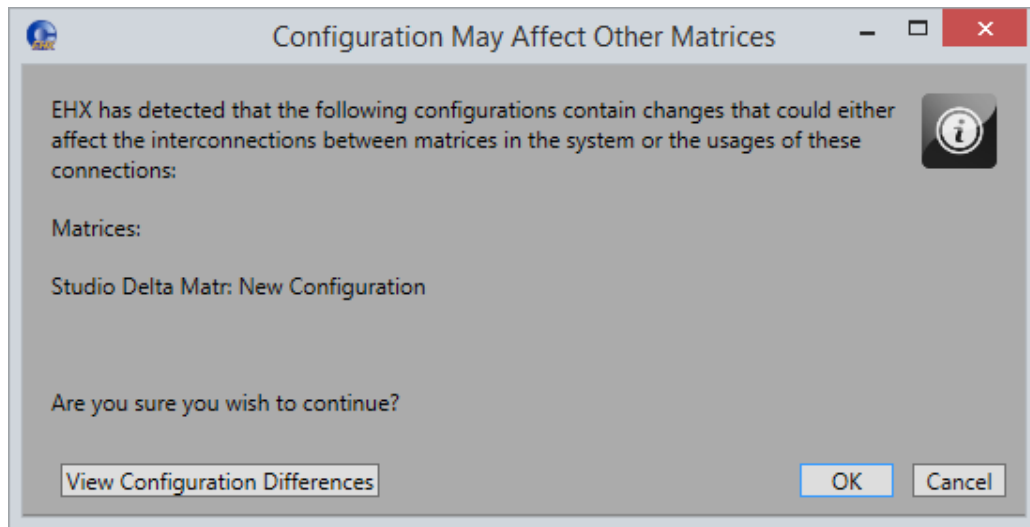 Configuration May Affect Other Matrices
EHX has detected that the following configurations contain changes that could either
affect the interconnections between matrices in the system or the usages of these
connections:
Matrices:
Studio Delta Matr: New Configuration
Are you sure you wish to continue?
View Configuration Differences
OK
Cancel